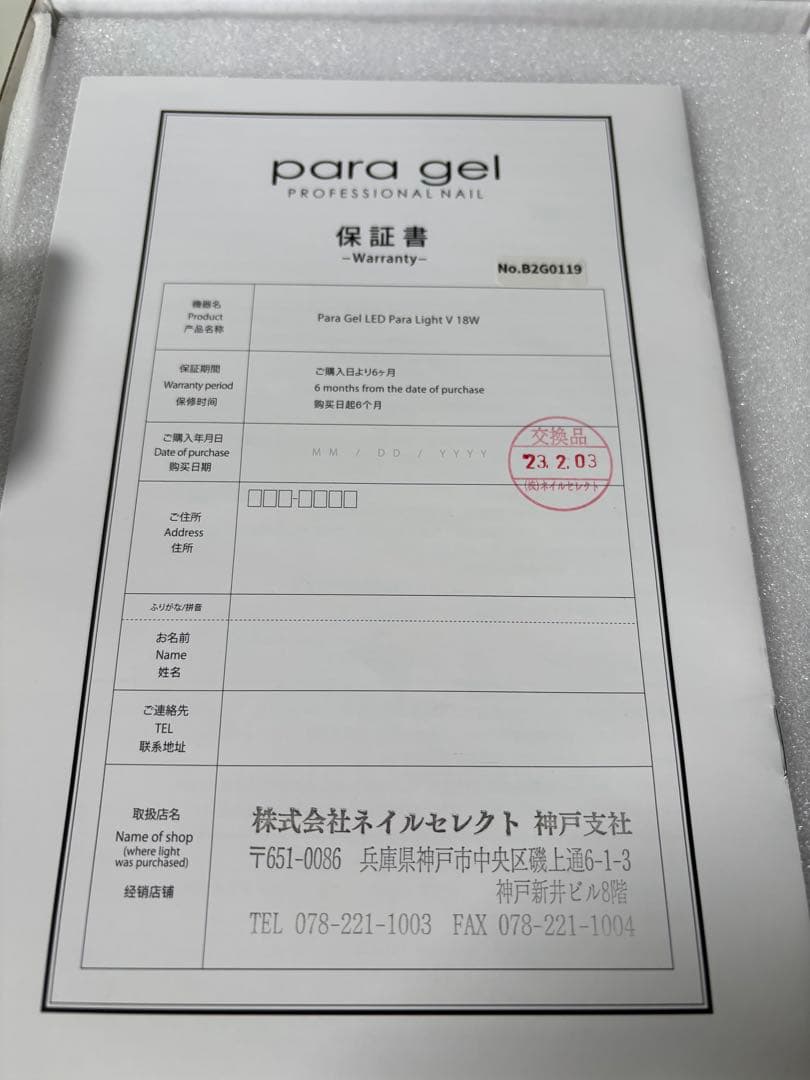 para gel
PROFESSIONAL NAIL
保証書
-Warranty-
No.B2G0119
機器名
Product
产品名称
Para Gel LED Para Light V 18W
保証期間
Warranty period
保修时间
ご購入日より6ヶ月
6 months from the date of purchase
购买日起6个月
ご購入年月日
Date of purchase
购买日期
MM / DD / YYYY
交換品
'23.2.03
(株)ネイルセレクト
ご住所
Address
住所
ふりがな/拼音
お名前
Name
姓名
ご連絡先
TEL
联系地址
取扱店名
Name of shop
(where light
was purchased)
经销店铺
株式会社ネイルセレクト 神戸支社
〒651-0086 兵庫県神戸市中央区磯上通6-1-3
神戸新井ビル8階
TEL 078-221-1003 FAX 078-221-1004